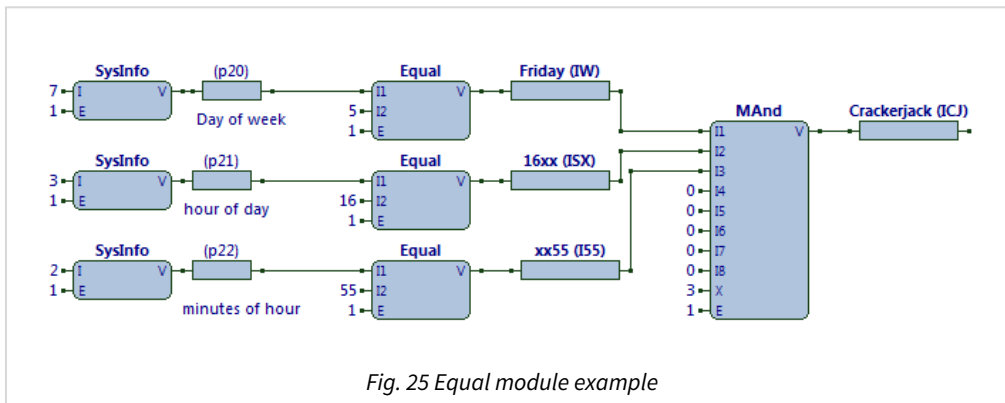 SysInfo (p20) Equal Friday (IW)
7 I V I1 V MAnd Crackerjack (ICJ)
1 E Day of week 5 I2 I1 V
1 E I2
SysInfo (p21) Equal 16xx (ISX) I3
3 I V I1 V 0 I4
1 E hour of day 16 I2 0 I5
1 E 0 I6
SysInfo (p22) Equal xx55 (I55) 0 I7
2 I V I1 V 0 I8
1 E 55 I2 3 X
minutes of hour 1 E 1 E
Fig. 25 Equal module example